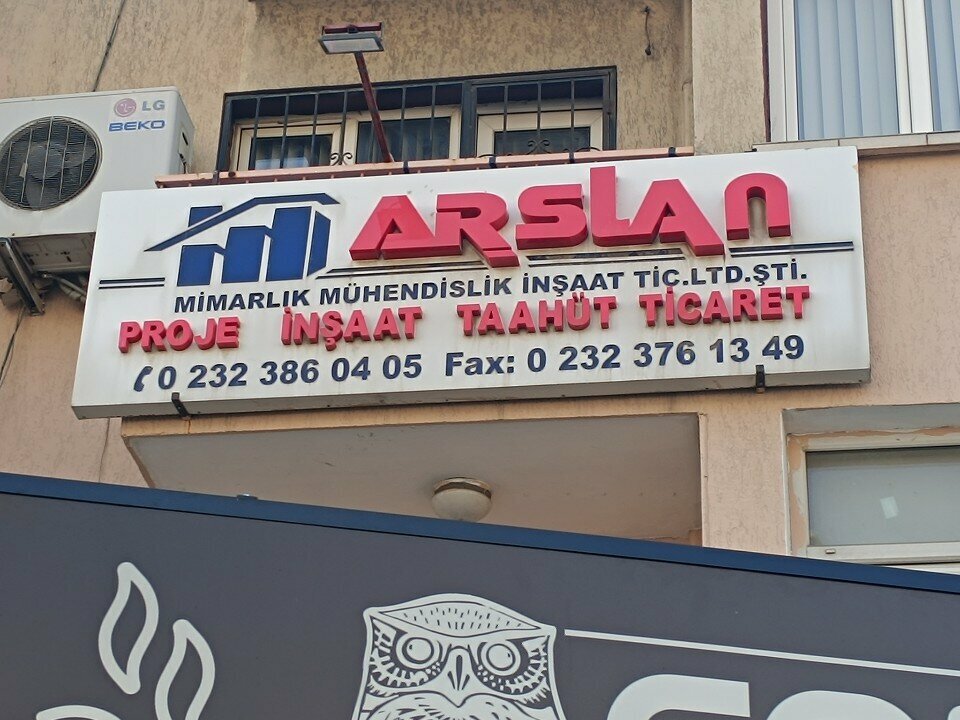 LG
BEKO
ARSLAN
MİMARLIK MÜHENDİSLİK İNŞAAT TİC.LTD.ŞTİ.
PROJE İNŞAAT TAAHÜT TİCARET
0 232 386 04 05 Fax: 0 232 376 13 49